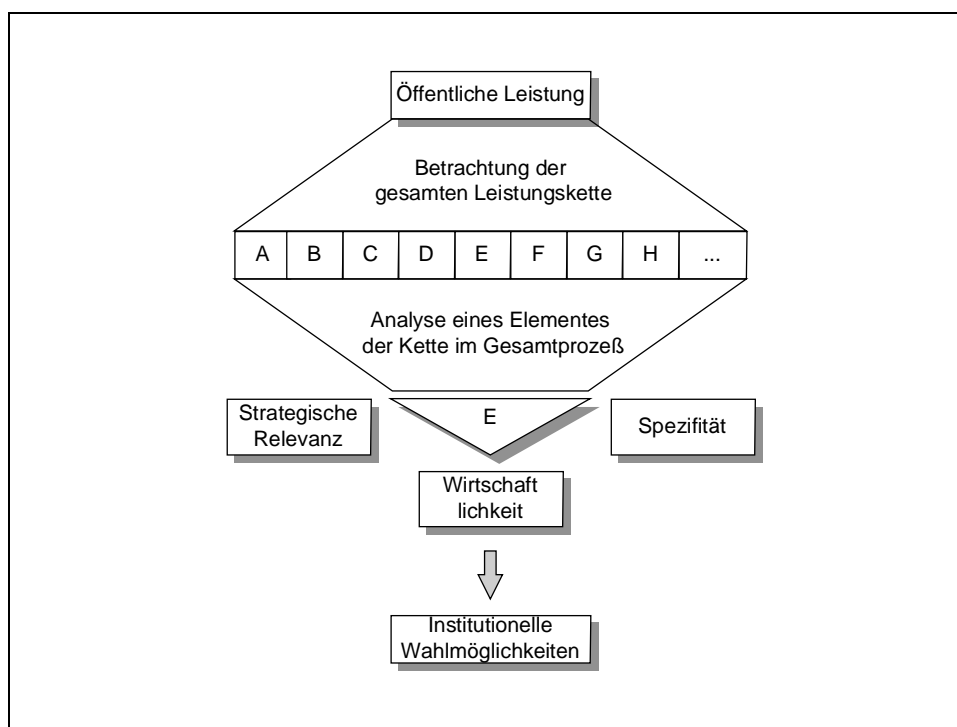 Öffentliche Leistung
Betrachtung der
gesamten Leistungskette
A B C D E F G H ...
Analyse eines Elementes
der Kette im Gesamtprozeß
Strategische
Relevanz
E
Spezifität
Wirtschaft
lichkeit
Institutionelle
Wahlmöglichkeiten